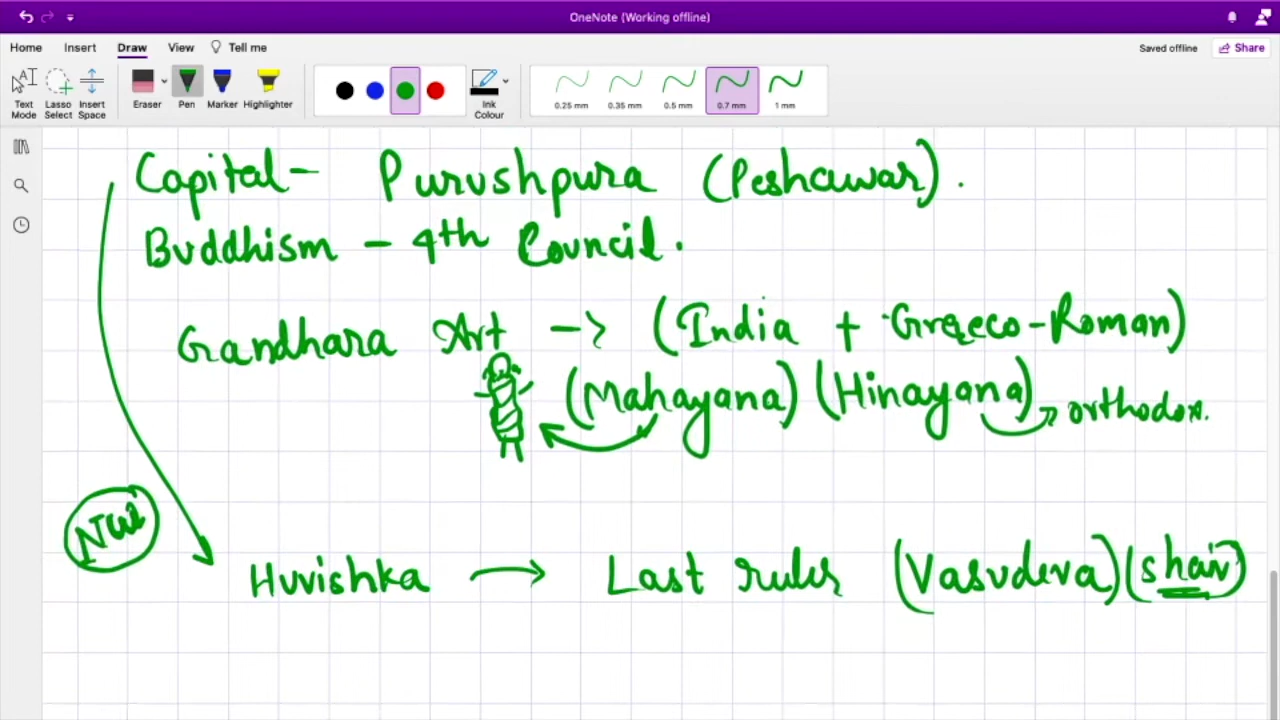 OneNote (Working offline)
Home Insert Draw View Tell me
Saved offline Share
Text Mode
Lasso Select
Insert Space
Eraser
Pen
Marker
Highlighter
Ink Colour
0.25 mm
0.35 mm
0.5 mm
0.7 mm
1 mm
Capital - Purushpura (Peshawar).
Buddhism - 4th Council.
Gandhara Art -> (India + Graeco-Roman)
(Mahayana) (Hinayana) orthodox.
Huvishka → Last ruler (Vasudeva) (shaiv)